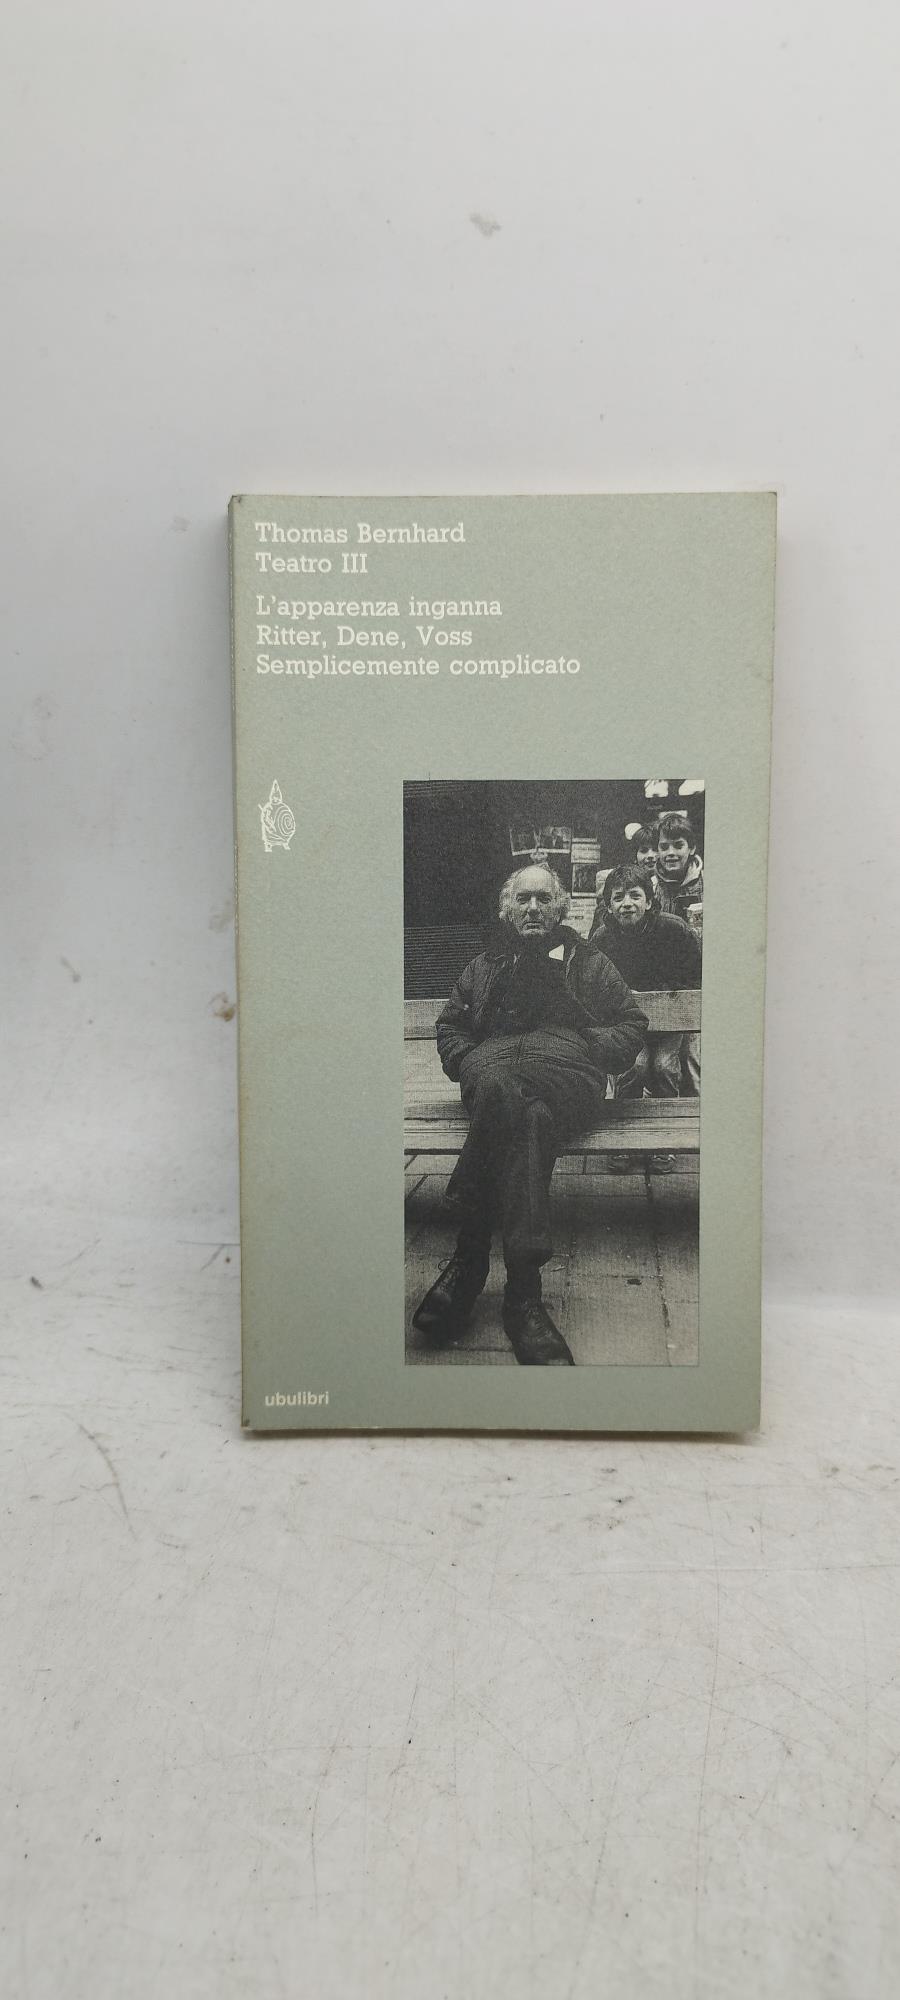 Thomas Bernhard
Teatro III
L'apparenza inganna
Ritter, Dene, Voss
Semplicemente complicato
ubulibri